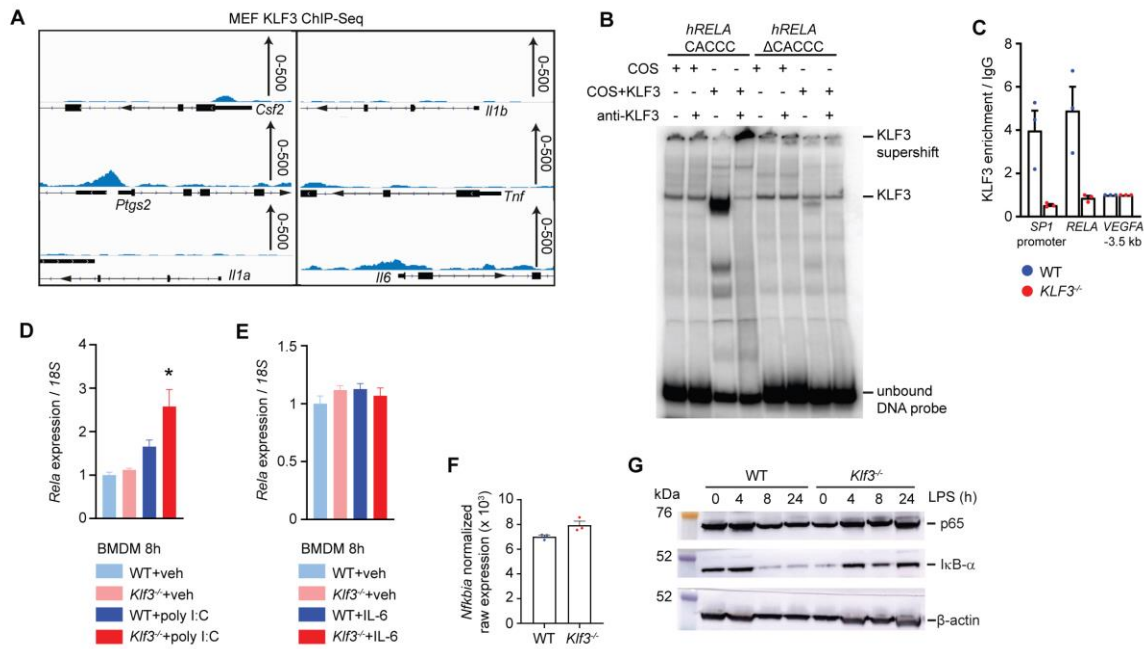 A
MEF KLF3 ChIP-Seq
0-500
Csf2
0-500
Il1b
0-500
Ptgs2
0-500
Tnf
0-500
Il1a
0-500
Il6
B
hRELA hRELA
CACCC ΔCACCC
COS + + - - + + - -
COS+KLF3 - - + + - - + +
anti-KLF3 - + - + - + - +
KLF3
supershift
KLF3
unbound
DNA probe
C
KLF3 enrichment / IgG
8
6
4
2
0
SP1 RELA VEGFA
promoter -3.5 kb
WT
KLF3-/-
D
Rela expression / 18S
4
3
2
1
0
*
BMDM 8h
WT+veh
Klf3-/-+veh
WT+poly I:C
Klf3-/-+poly I:C
E
Rela expression / 18S
1.5
1
0.5
0
BMDM 8h
WT+veh
Klf3-/-+veh
WT+IL-6
Klf3-/-+IL-6
F
Nfkbia normalized
raw expression (x 10³)
10
8
6
4
2
0
WT Klf3-/-
G
WT Klf3-/-
kDa 0 4 8 24 0 4 8 24 LPS (h)
76
p65
52
IκB-α
52
β-actin